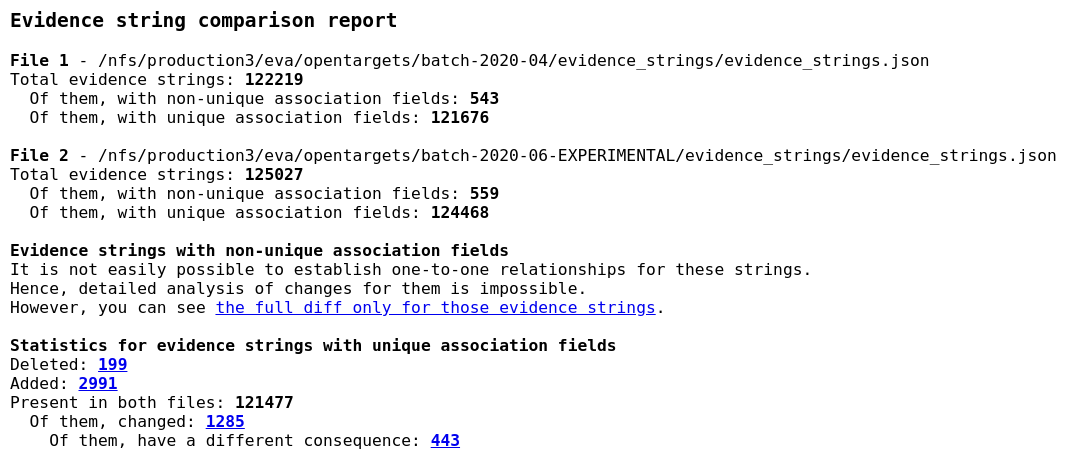 Evidence string comparison report
File 1 - /nfs/production3/eva/opentargets/batch-2020-04/evidence_strings/evidence_strings.json
Total evidence strings: 122219
Of them, with non-unique association fields: 543
Of them, with unique association fields: 121676
File 2 - /nfs/production3/eva/opentargets/batch-2020-06-EXPERIMENTAL/evidence_strings/evidence_strings.json
Total evidence strings: 125027
Of them, with non-unique association fields: 559
Of them, with unique association fields: 124468
Evidence strings with non-unique association fields
It is not easily possible to establish one-to-one relationships for these strings.
Hence, detailed analysis of changes for them is impossible.
However, you can see the full diff only for those evidence strings.
Statistics for evidence strings with unique association fields
Deleted: 199
Added: 2991
Present in both files: 121477
Of them, changed: 1285
Of them, have a different consequence: 443